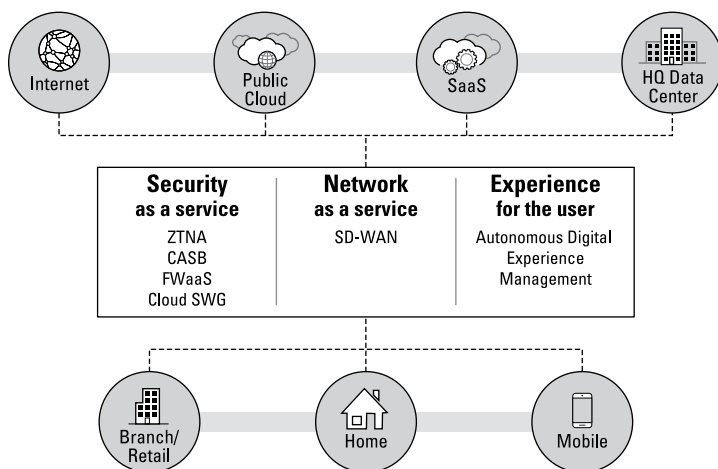 Internet
Public
Cloud
SaaS
HQ Data
Center
Security
as a service
ZTNA
CASB
FWaaS
Cloud SWG
Network
as a service
SD-WAN
Experience
for the user
Autonomous Digital
Experience
Management
Branch/
Retail
Home
Mobile